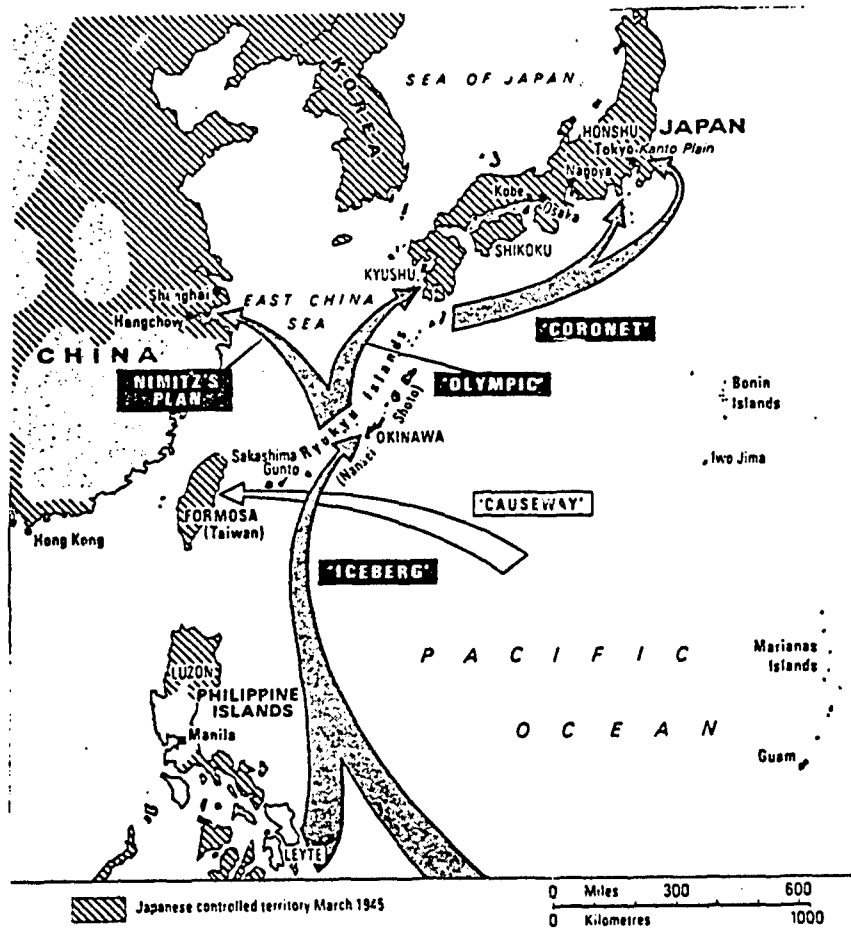 KOREA
SEA OF JAPAN
HONSHU
JAPAN
Tokyo-Kanto Plain
Nagoya
Kobe
Osaka
SHIKOKU
KYUSHU
Shanghai
Hangchow
EAST CHINA
SEA
'CORONET'
CHINA
'NIMITZ'S
PLAN'
'OLYMPIC'
Bonin
Islands
Ryukyu Islands
(Nansei Shoto)
OKINAWA
Sakashima
Gunto
Iwo Jima
'CAUSEWAY'
FORMOSA
(Taiwan)
Hong Kong
'ICEBERG'
PACIFIC
OCEAN
Marianas
Islands
LUZON
PHILIPPINE
ISLANDS
Manila
Guam
LEYTE
Japanese controlled territory March 1945
0 Miles 300 600
0 Kilometres 1000